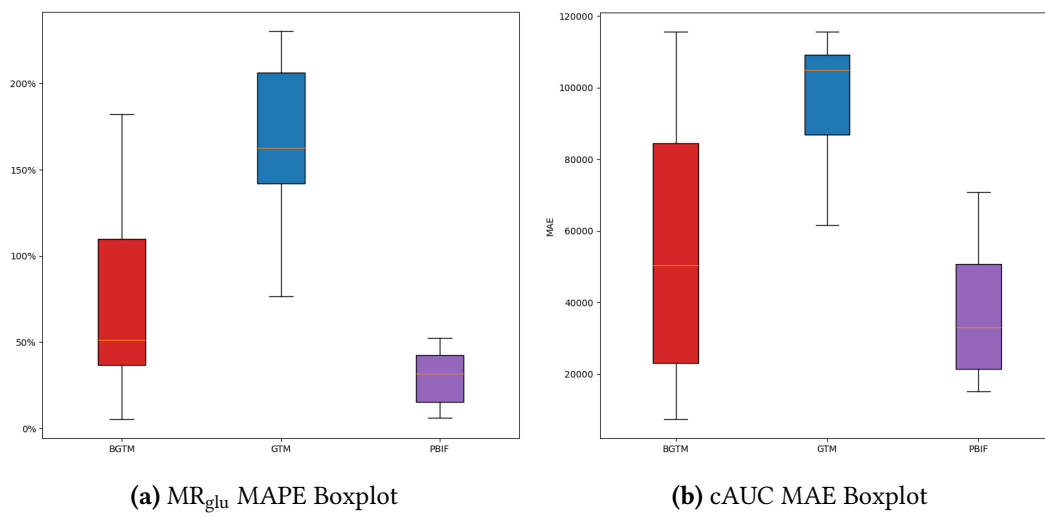 200%
150%
100%
50%
0%
BGTM
GTM
PBIF
(a) MRglu MAPE Boxplot
MAE
120000
100000
80000
60000
40000
20000
BGTM
GTM
PBIF
(b) cAUC MAE Boxplot